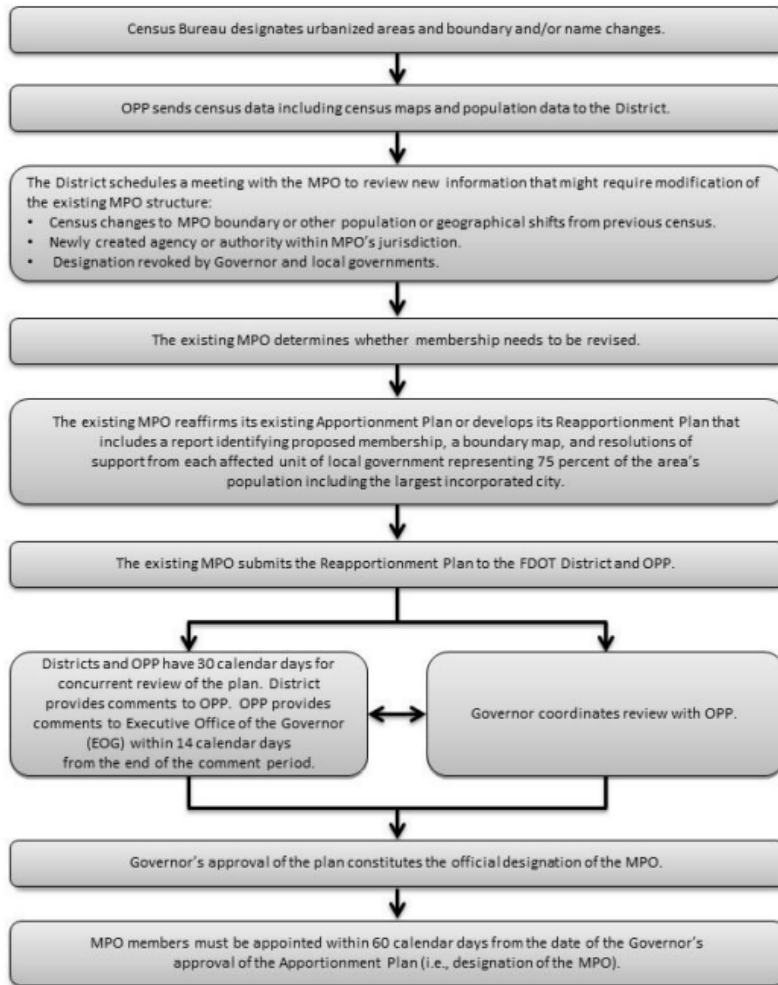 Census Bureau designates urbanized areas and boundary and/or name changes.
OPP sends census data including census maps and population data to the District.
The District schedules a meeting with the MPO to review new information that might require modification of
the existing MPO structure:
• Census changes to MPO boundary or other population or geographical shifts from previous census.
• Newly created agency or authority within MPO's jurisdiction.
• Designation revoked by Governor and local governments.
The existing MPO determines whether membership needs to be revised.
The existing MPO reaffirms its existing Apportionment Plan or develops its Reapportionment Plan that
includes a report identifying proposed membership, a boundary map, and resolutions of
support from each affected unit of local government representing 75 percent of the area's
population including the largest incorporated city.
The existing MPO submits the Reapportionment Plan to the FDOT District and OPP.
Districts and OPP have 30 calendar days for
concurrent review of the plan. District
provides comments to OPP. OPP provides
comments to Executive Office of the Governor
(EOG) within 14 calendar days
from the end of the comment period.
Governor coordinates review with OPP.
Governor's approval of the plan constitutes the official designation of the MPO.
MPO members must be appointed within 60 calendar days from the date of the Governor's
approval of the Apportionment Plan (i.e., designation of the MPO).